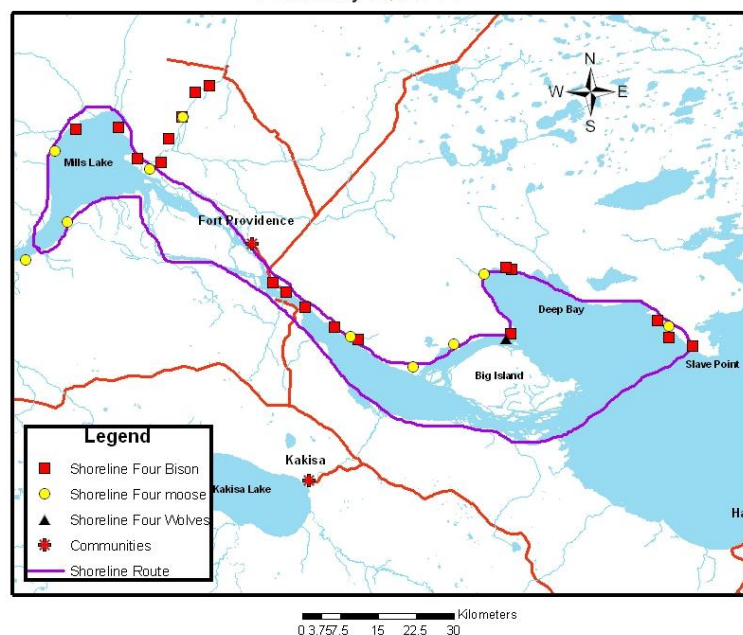 N
W E
S
Mills Lake
Fort Providence
Deep Bay
Slave Point
Big Island
Legend
Shoreline Four Bison
Shoreline Four moose
Shoreline Four Wolves
Communities
Shoreline Route
Kakisa
Kakisa Lake
Ha
Kilometers
0 3.757.5 15 22.5 30